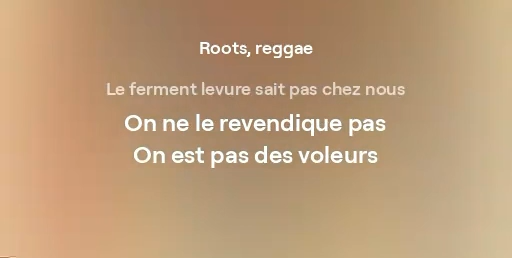 Roots, reggae
Le ferment levure sait pas chez nous
On ne le revendique pas
On est pas des voleurs